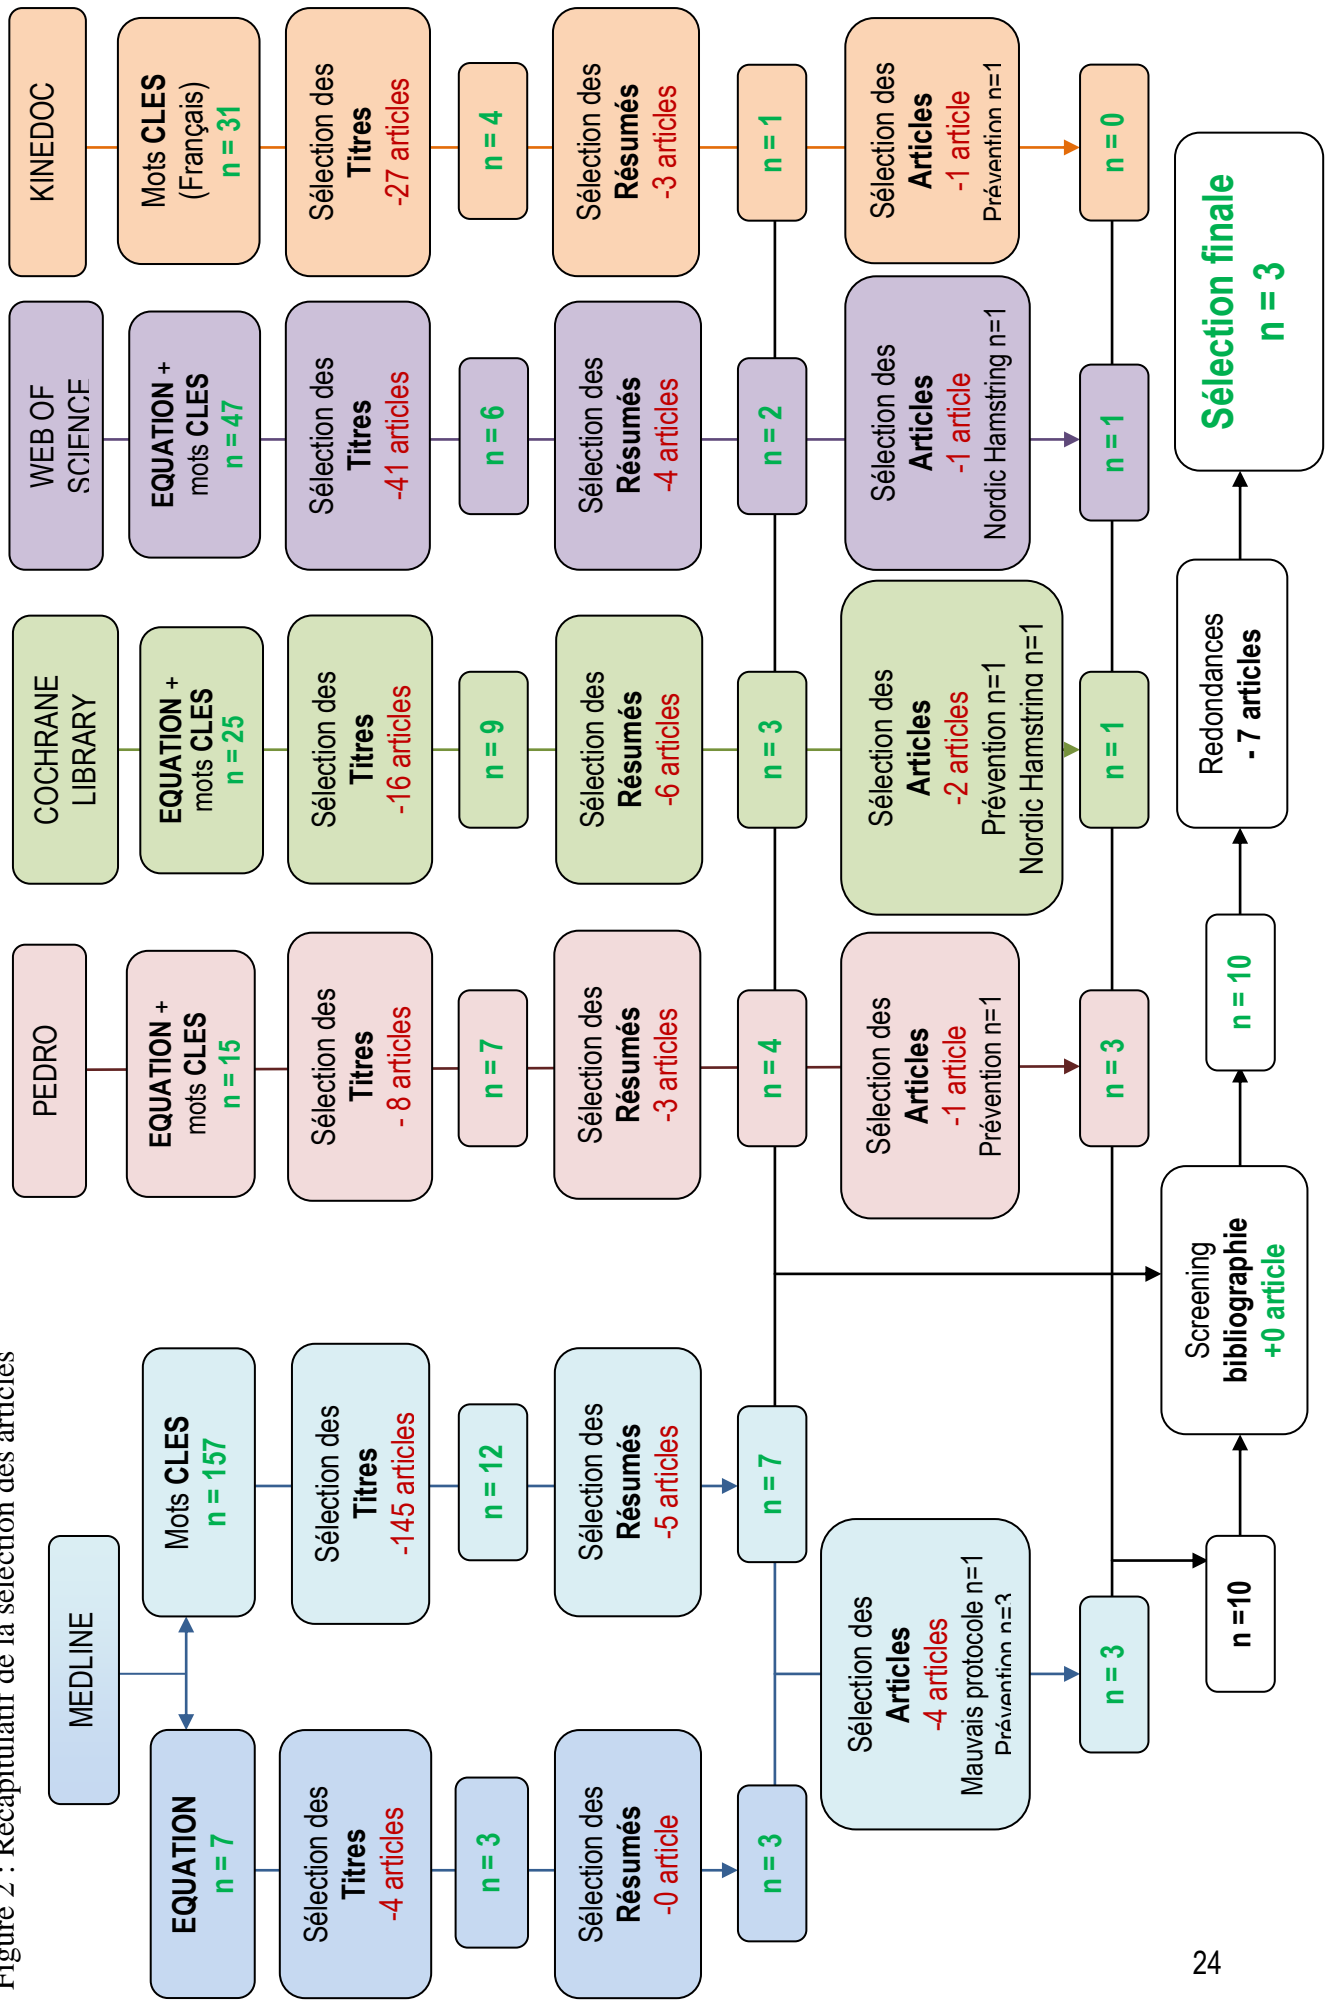 Figure 2 : Récapitulatif de la sélection des articles
MEDLINE
EQUATION
n = 7
Sélection des
Titres
-4 articles
n = 3
Sélection des
Résumés
-0 article
n = 3
Mots CLES
n = 157
Sélection des
Titres
-145 articles
n = 12
Sélection des
Résumés
-5 articles
n = 7
Sélection des
Articles
-4 articles
Mauvais protocole n=1
Prévention n=3
n = 3
PEDRO
EQUATION +
mots CLES
n = 15
Sélection des
Titres
- 8 articles
n = 7
Sélection des
Résumés
-3 articles
n = 4
Sélection des
Articles
-1 article
Prévention n=1
n = 3
COCHRANE
LIBRARY
EQUATION +
mots CLES
n = 25
Sélection des
Titres
-16 articles
n = 9
Sélection des
Résumés
-6 articles
n = 3
Sélection des
Articles
-2 articles
Prévention n=1
Nordic Hamstring n=1
n = 1
WEB OF
SCIENCE
EQUATION +
mots CLES
n = 47
Sélection des
Titres
-41 articles
n = 6
Sélection des
Résumés
-4 articles
n = 2
Sélection des
Articles
-1 article
Nordic Hamstring n=1
n = 1
KINEDOC
Mots CLES
(Français)
n = 31
Sélection des
Titres
-27 articles
n = 4
Sélection des
Résumés
-3 articles
n = 1
Sélection des
Articles
-1 article
Prévention n=1
n = 0
n =10
Screening
bibliographie
+0 article
n = 10
Redondances
- 7 articles
Sélection finale
n = 3
24